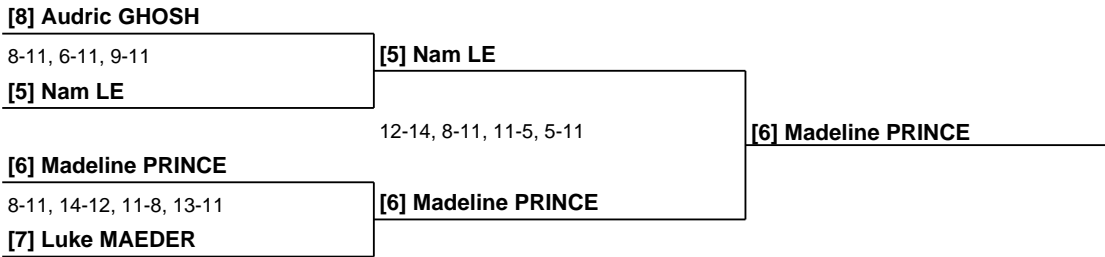 [8] Audric GHOSH
8-11, 6-11, 9-11
[5] Nam LE
[5] Nam LE
12-14, 8-11, 11-5, 5-11
[6] Madeline PRINCE
[6] Madeline PRINCE
8-11, 14-12, 11-8, 13-11
[6] Madeline PRINCE
[7] Luke MAEDER